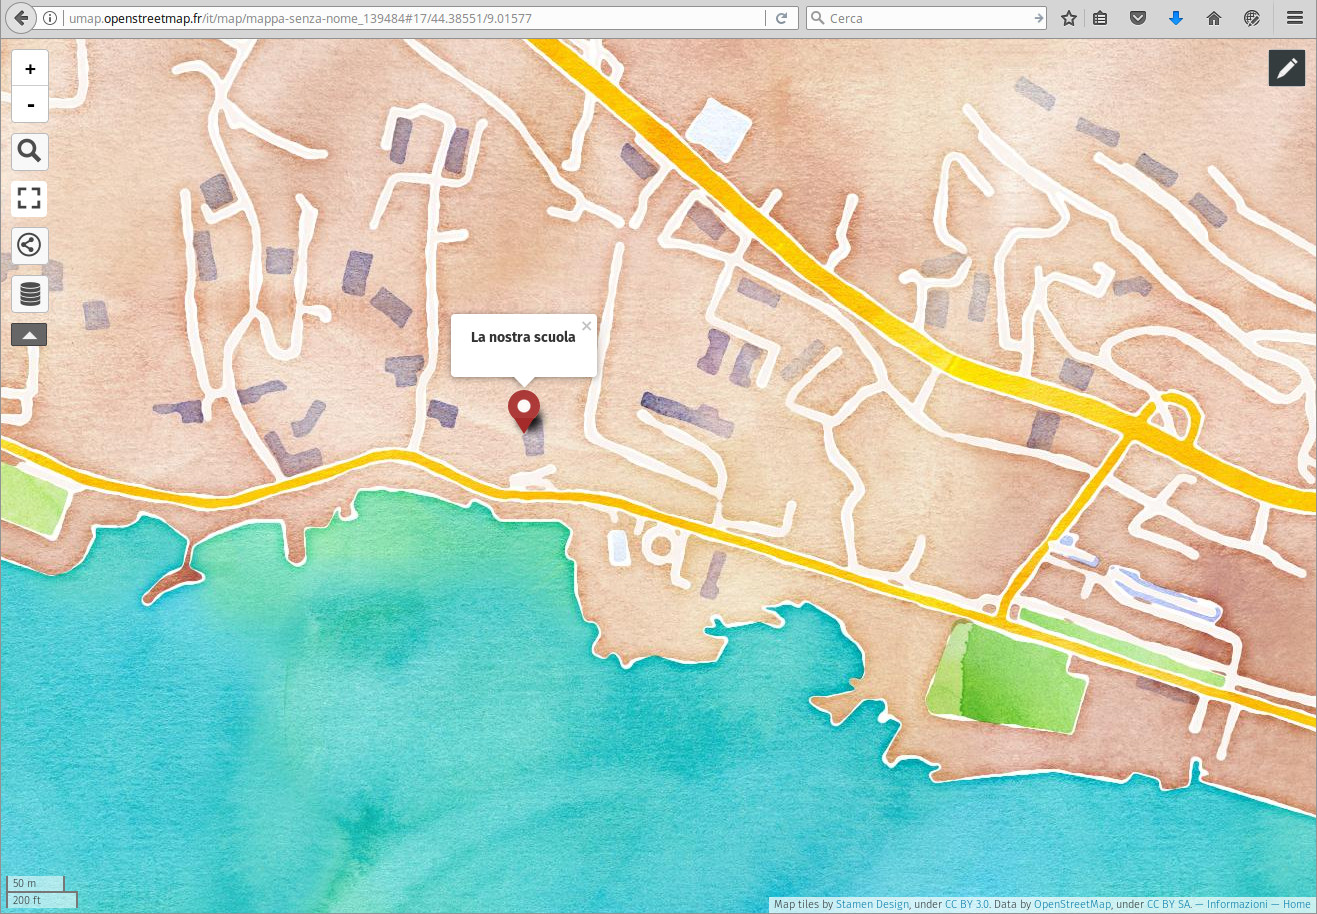 umap.openstreetmap.fr/it/map/mappa-senza-nome_139484#17/44.38551/9.01577
Cerca
+
-
La nostra scuola
×
50 m
200 ft
Map tiles by Stamen Design, under CC BY 3.0. Data by OpenStreetMap, under CC BY SA. — Informazioni — Home